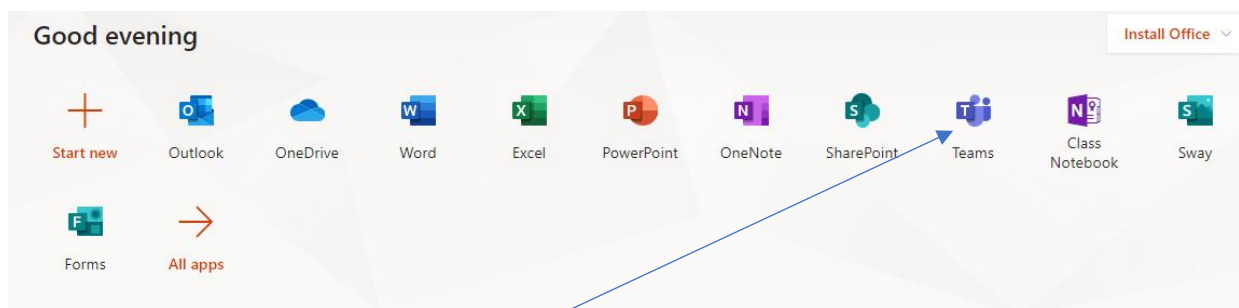 Good evening
Install Office
Start new
Outlook
OneDrive
Word
Excel
PowerPoint
OneNote
SharePoint
Teams
Class
Notebook
Sway
Forms
All apps